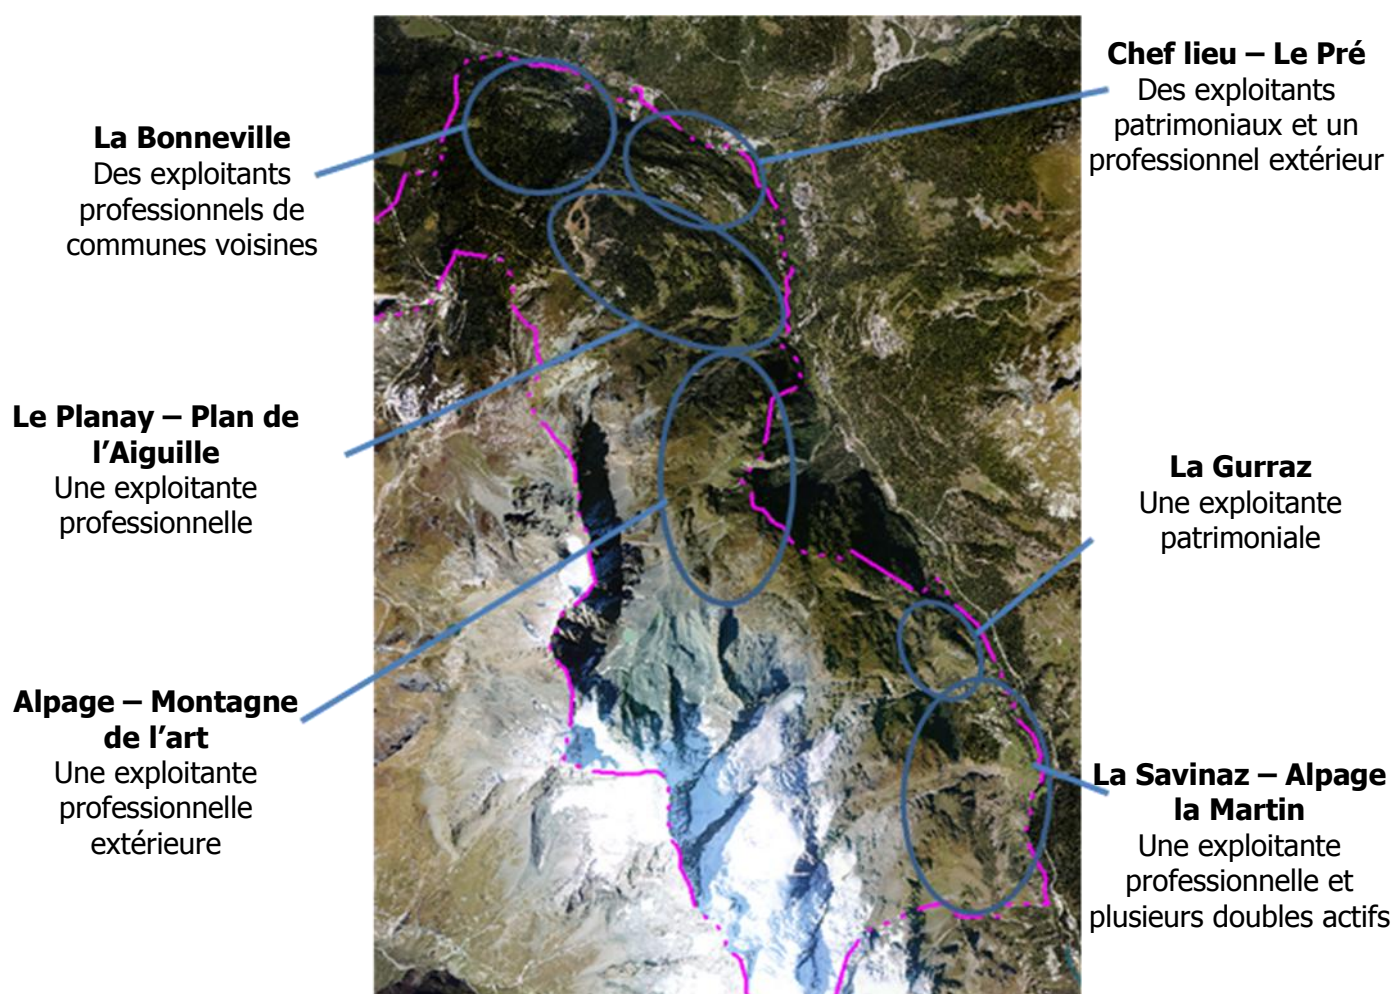 Chef lieu – Le Pré
Des exploitants
patrimoniaux et un
professionnel extérieur
La Bonneville
Des exploitants
professionnels de
communes voisines
Le Planay – Plan de
l’Aiguille
Une exploitante
professionnelle
La Gurraz
Une exploitante
patrimoniale
Alpage – Montagne
de l’art
Une exploitante
professionnelle
extérieure
La Savinaz – Alpage
la Martin
Une exploitante
professionnelle et
plusieurs doubles actifs